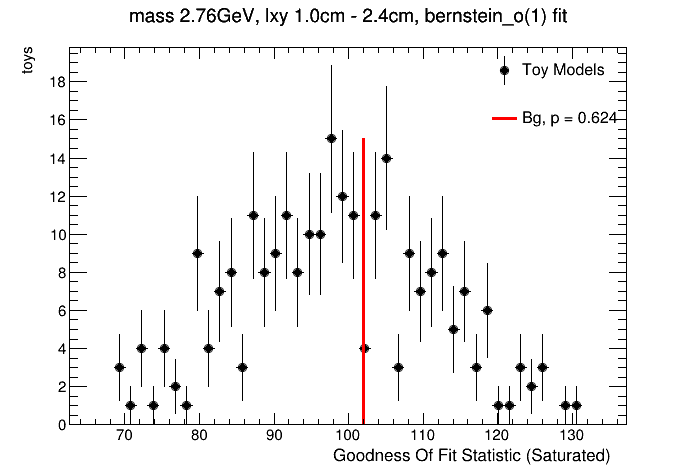 mass 2.76GeV, lxy 1.0cm - 2.4cm, bernstein_o(1) fit
toys
Toy Models
Bg, p = 0.624
18
16
14
12
10
8
6
4
2
0
70 80 90 100 110 120 130
Goodness Of Fit Statistic (Saturated)